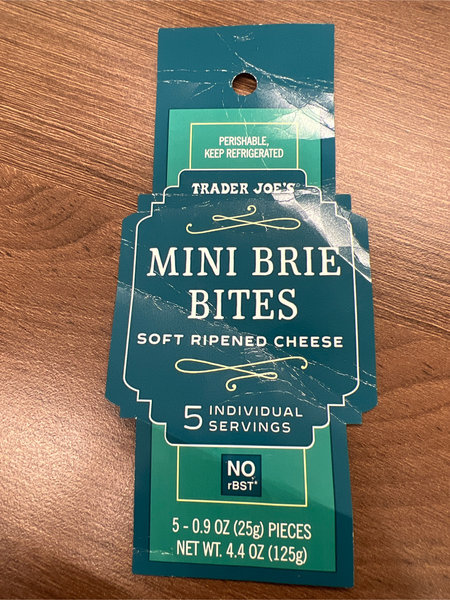 PERISHABLE,
KEEP REFRIGERATED
TRADER JOE'S
MINI BRIE
BITES
SOFT RIPENED CHEESE
5 INDIVIDUAL
SERVINGS
NO
rBST*
5 - 0.9 OZ (25g) PIECES
NET WT. 4.4 OZ (125g)